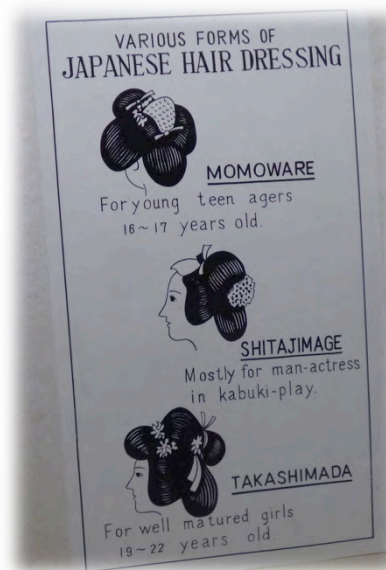 VARIOUS FORMS OF
JAPANESE HAIR DRESSING
MOMOWARE
For young teen agers
16~17 years old.
SHITAJIMAGE
Mostly for man-actress
in kabuki-play.
TAKASHIMADA
For well matured girls
19~22 years old.